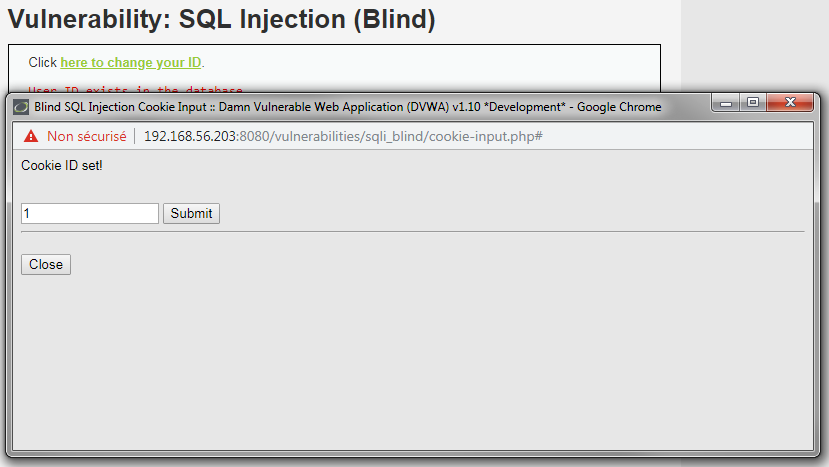 Vulnerability: SQL Injection (Blind)
Click here to change your ID.
User ID exists in the database
Blind SQL Injection Cookie Input :: Damn Vulnerable Web Application (DVWA) v1.10 *Development* - Google Chrome
Non sécurisé 192.168.56.203:8080/vulnerabilities/sqli_blind/cookie-input.php#
Cookie ID set!
1 Submit
Close